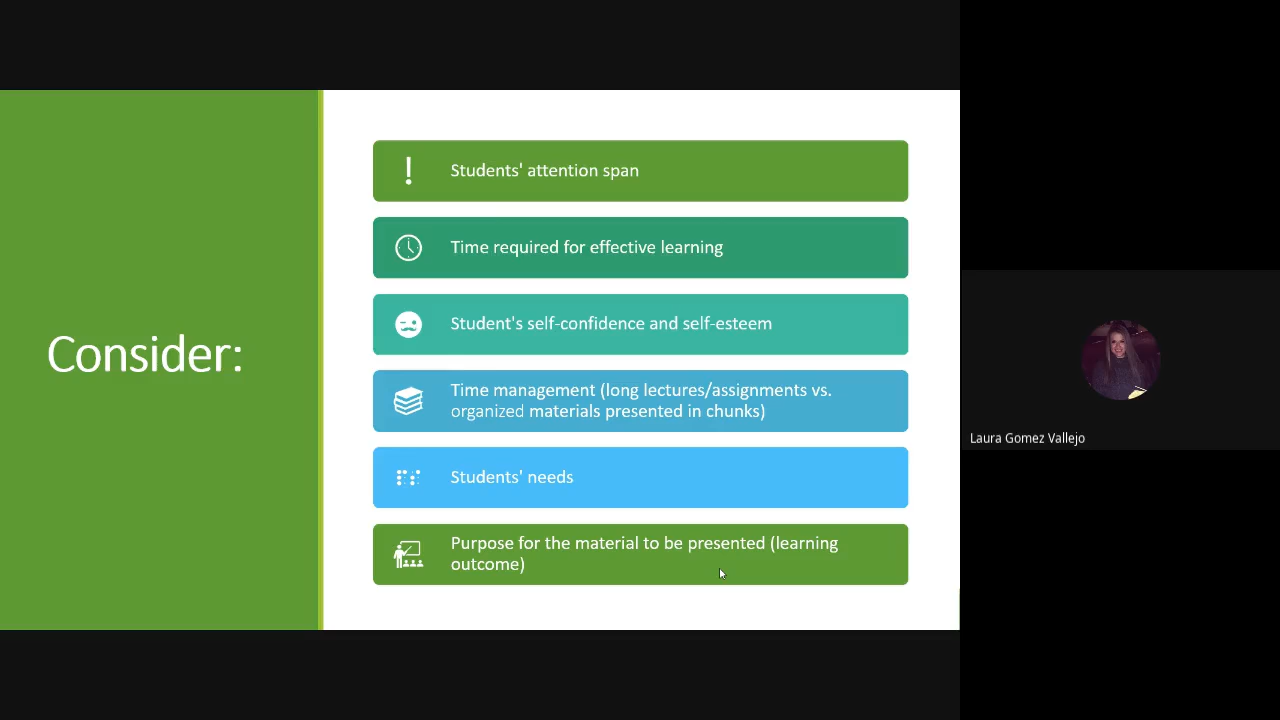 Consider:
Students' attention span
Time required for effective learning
Student's self-confidence and self-esteem
Time management (long lectures/assignments vs.
organized materials presented in chunks)
Students' needs
Purpose for the material to be presented (learning
outcome)
Laura Gomez Vallejo